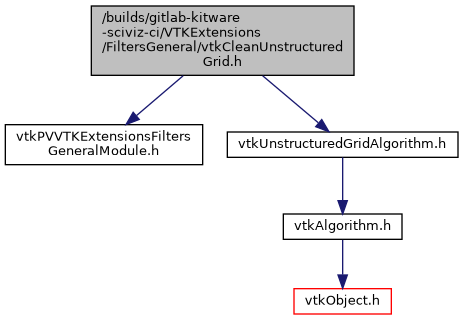 /builds/gitlab-kitware
-sciviz-ci/VTKExtensions
/FiltersGeneral/vtkCleanUnstructured
Grid.h
vtkPVVTKExtensionsFilters
GeneralModule.h
vtkUnstructuredGridAlgorithm.h
vtkAlgorithm.h
vtkObject.h